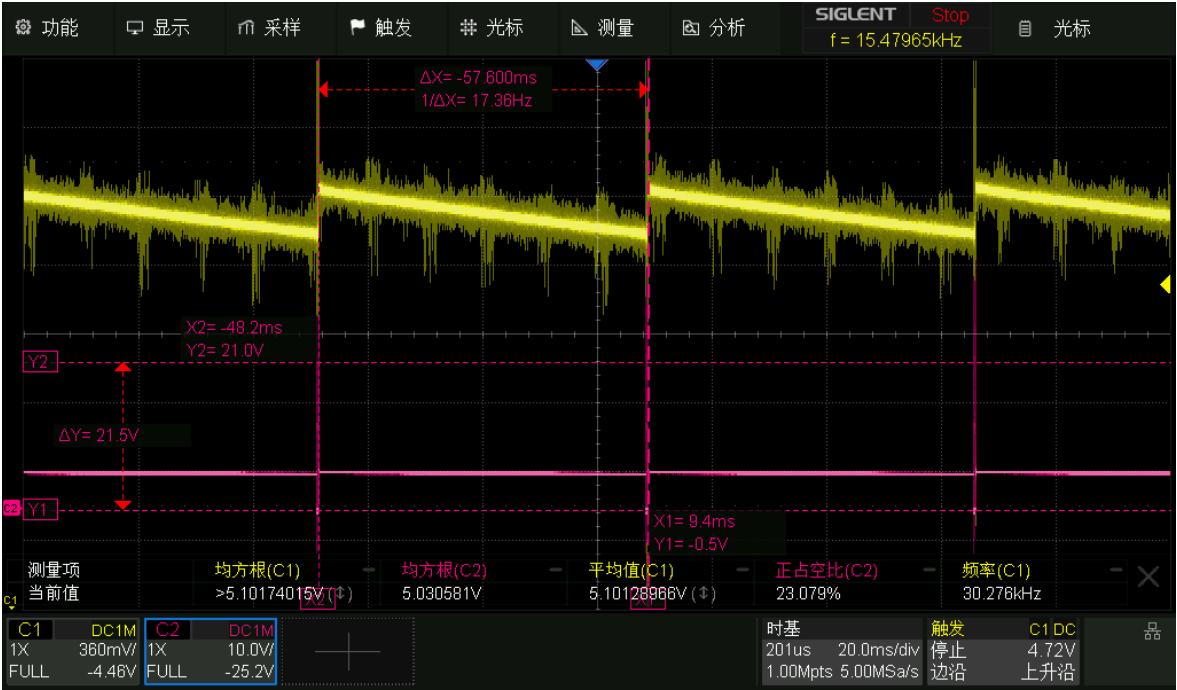 功能 显示 采样 触发 光标 测量 分析 SIGLENT Stop 光标
f = 15.47965kHz
ΔX= -57.600ms
1/ΔX= 17.36Hz
X2= -48.2ms
Y2= 21.0V
Y2
ΔY= 21.5V
C2 Y1
X1= 9.4ms
Y1= -0.5V
测量项 均方根(C1) 均方根(C2) 平均值(C1) 正占空比(C2) 频率(C1)
当前值 >5.10174015V 5.030581V 5.10128966V 23.079% 30.276kHz
C1 X2 X1
C1 DC1M C2 DC1M 时基 触发 C1 DC
1X 360mV/ 1X 10.0V/ 201us 20.0ms/div 停止 4.72V
FULL -4.46V FULL -25.2V 1.00Mpts 5.00MSa/s 边沿 上升沿